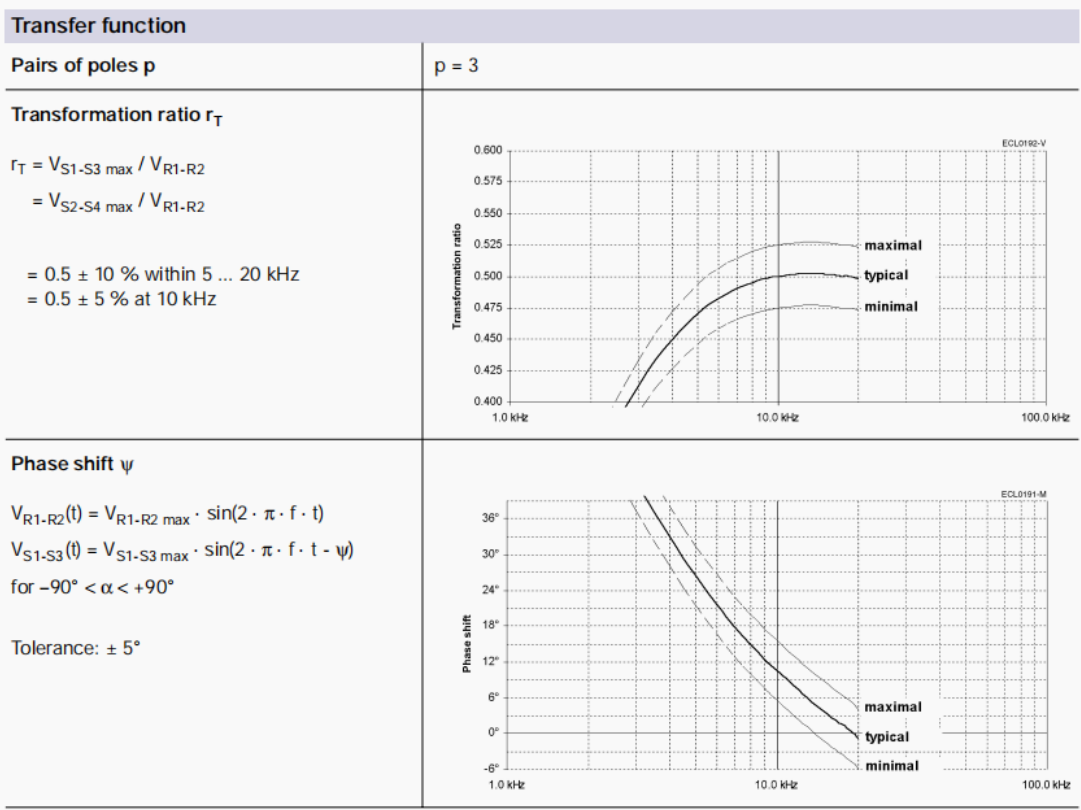 Transfer function
Pairs of poles p
p = 3
Transformation ratio rT
rT = VS1-S3 max / VR1-R2
= VS2-S4 max / VR1-R2
= 0.5 ± 10 % within 5 ... 20 kHz
= 0.5 ± 5 % at 10 kHz
ECL0192-V
0.600
0.575
0.550
0.525
0.500
0.475
0.450
0.425
0.400
Transformation ratio
maximal
typical
minimal
1.0 kHz
10.0 kHz
100.0 kHz
Phase shift ψ
VR1-R2(t) = VR1-R2 max · sin(2 · π · f · t)
VS1-S3(t) = VS1-S3 max · sin(2 · π · f · t - ψ)
for –90° < α < +90°
Tolerance: ± 5°
ECL0191-M
36°
30°
24°
18°
12°
6°
0°
-6°
Phase shift
maximal
typical
minimal
1.0 kHz
10.0 kHz
100.0 kHz